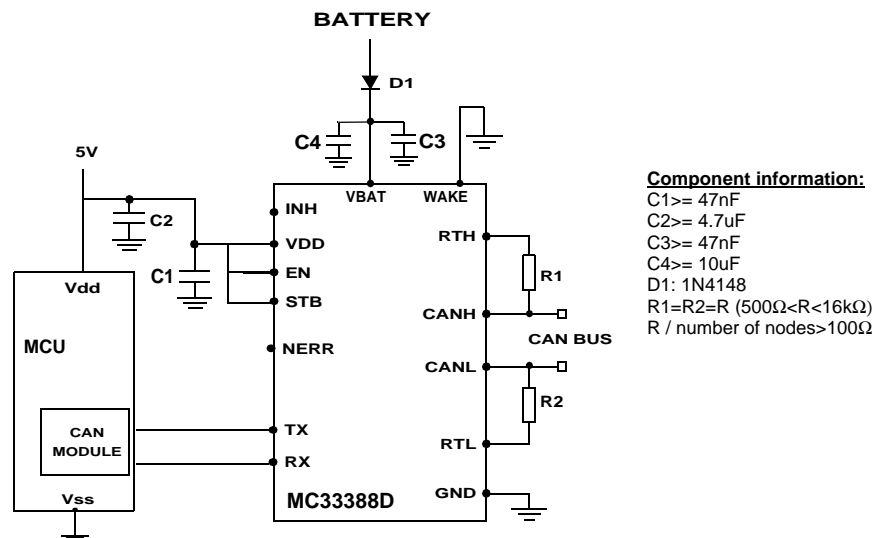 BATTERY
D1
C4
C3
5V
C2
C1
VBAT
WAKE
INH
VDD
EN
STB
NERR
TX
RX
RTH
CANH
CANL
RTL
GND
MC33388D
R1
CAN BUS
R2
Vdd
MCU
CAN
MODULE
Vss
Component information:
C1>= 47nF
C2>= 4.7uF
C3>= 47nF
C4>= 10uF
D1: 1N4148
R1=R2=R (500Ω<R<16kΩ)
R / number of nodes>100Ω